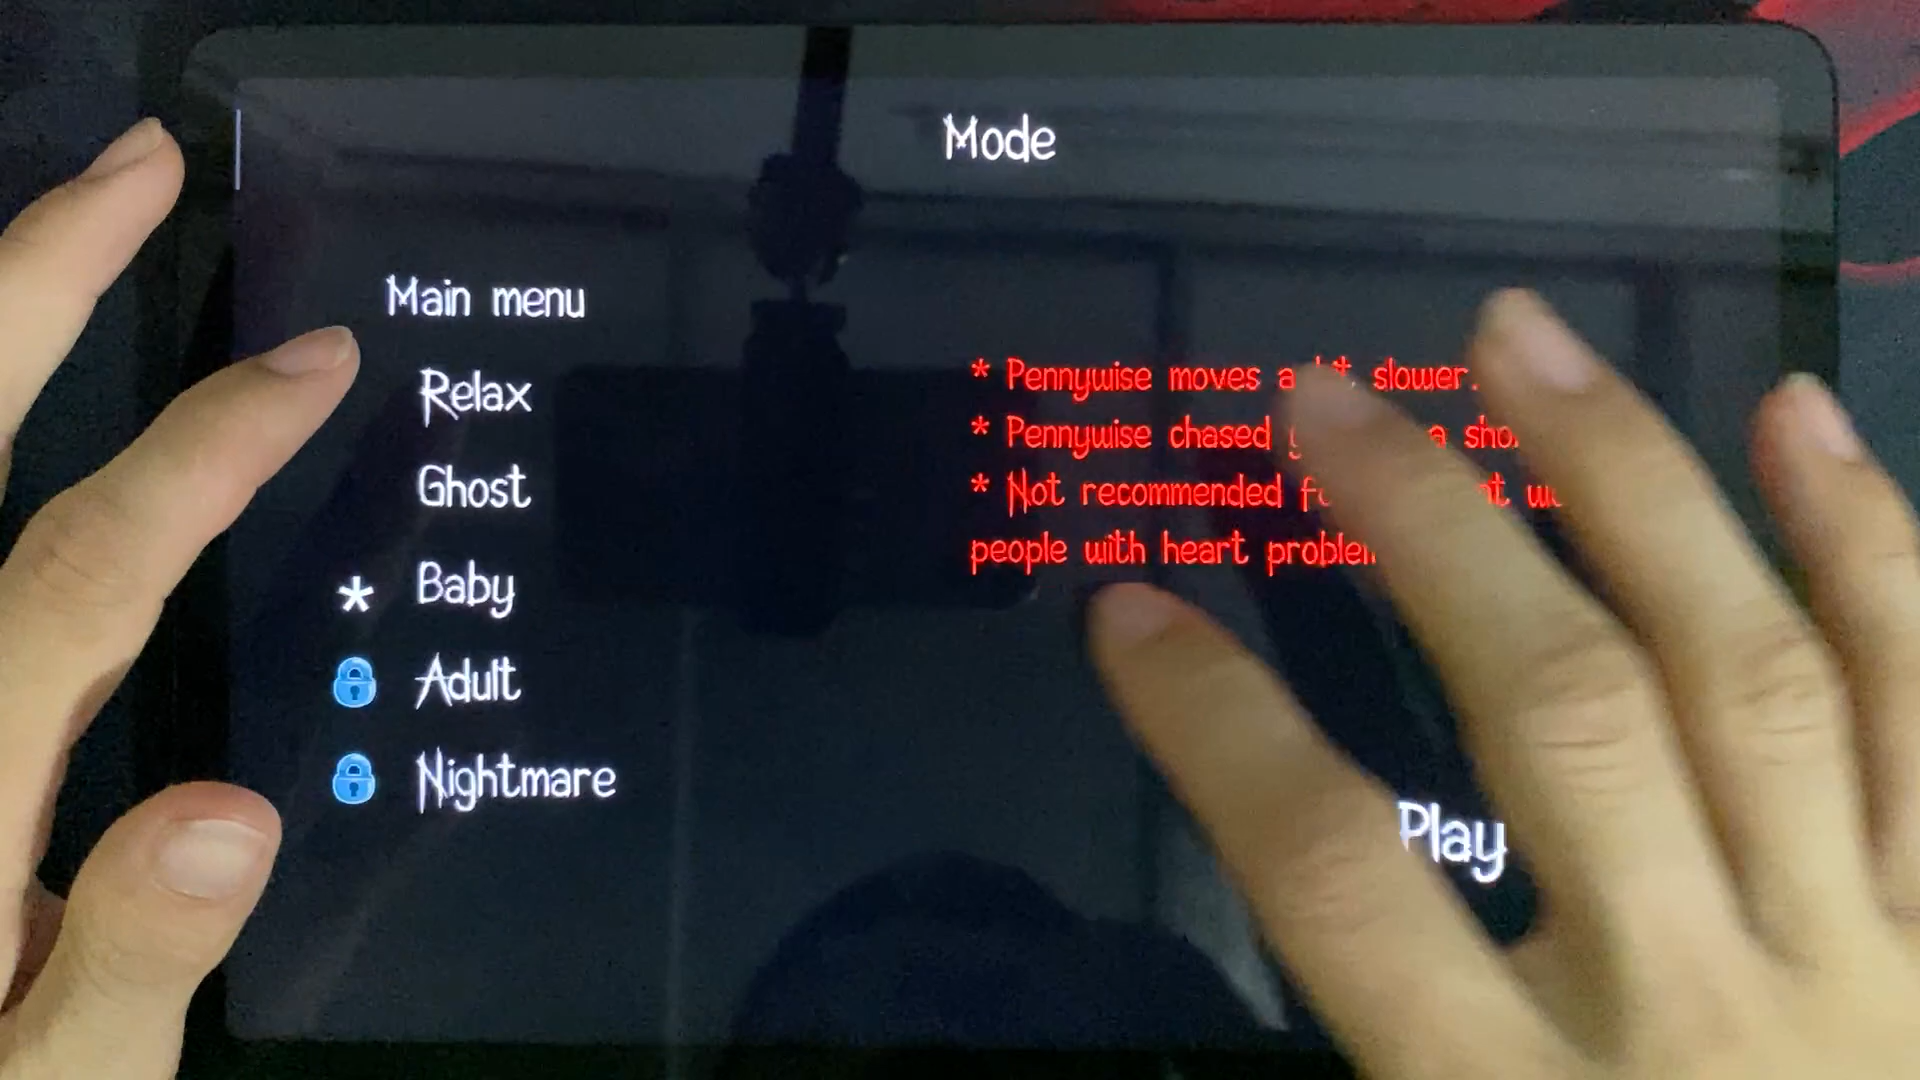 Mode
Main menu
Relax
Ghost
* Baby
Adult
Nightmare
* Pennywise moves a slower.
* Pennywise chased a
* Not recommended
people with heart
Play